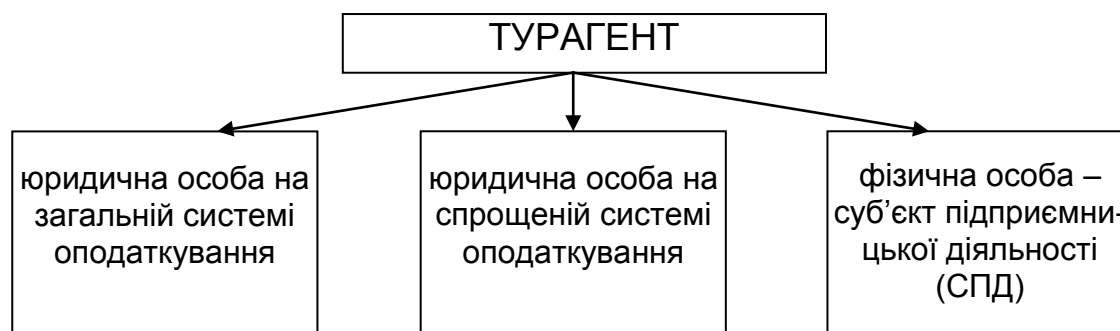 ТУРАГЕНТ
юридична особа на
загальній системі
оподаткування
юридична особа на
спрощеній системі
оподаткування
фізична особа –
суб’єкт підприємни-
цької діяльності
(СПД)